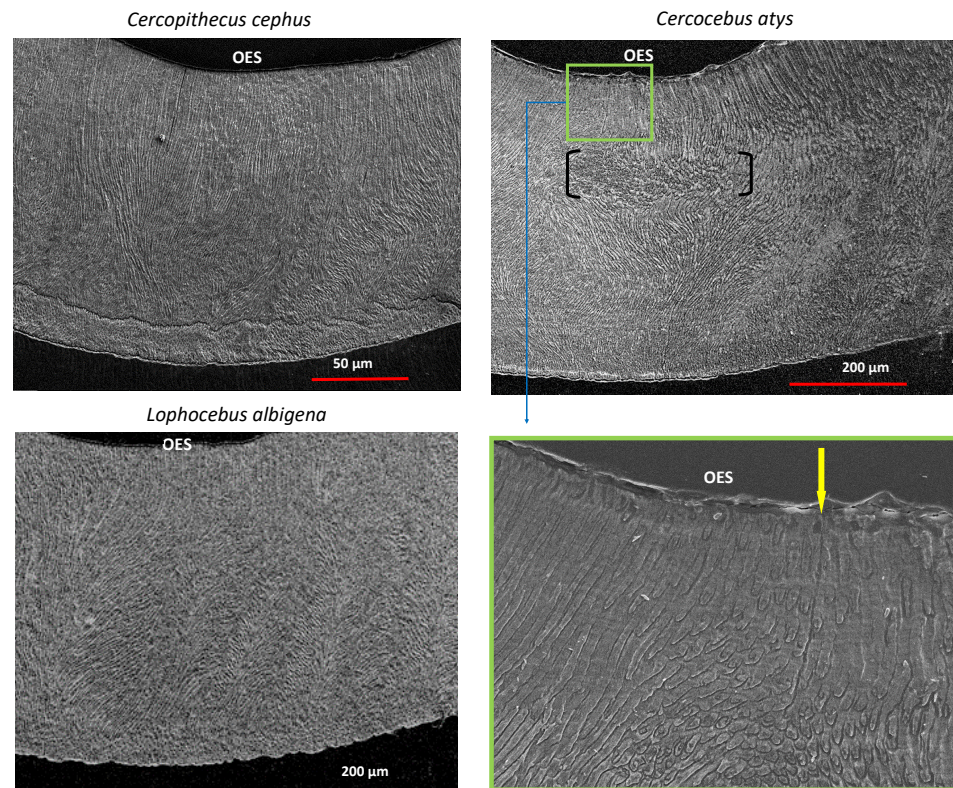 Cercopithecus cephus
OES
50 µm
Cercocebus atys
OES
200 µm
Lophocebus albigena
OES
200 µm
OES